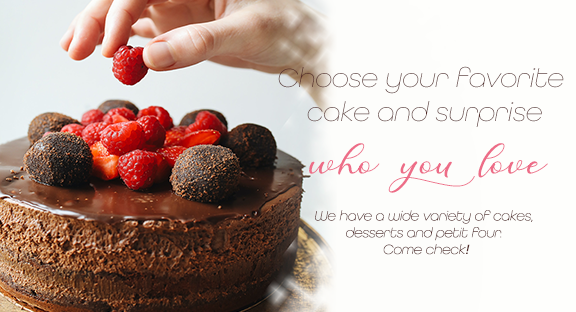 Choose your favorite
cake and surprise
who you love
We have a wide variety of cakes,
desserts and petit four.
Come check!